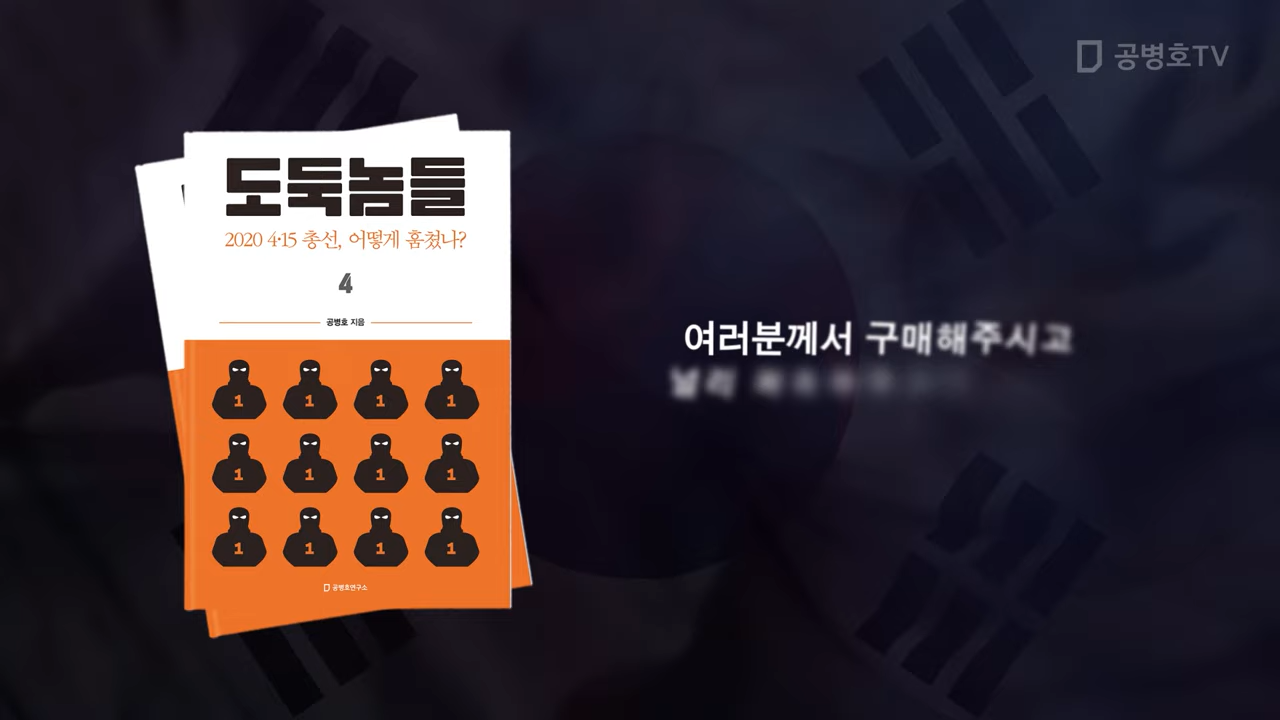 공병호TV
도둑놈들
2020 4·15 총선, 어떻게 훔쳤나?
4
공병호 지음
1 1 1 1
1 1 1 1
1 1 1 1
공병호연구소
여러분께서 구매해주시고
널리